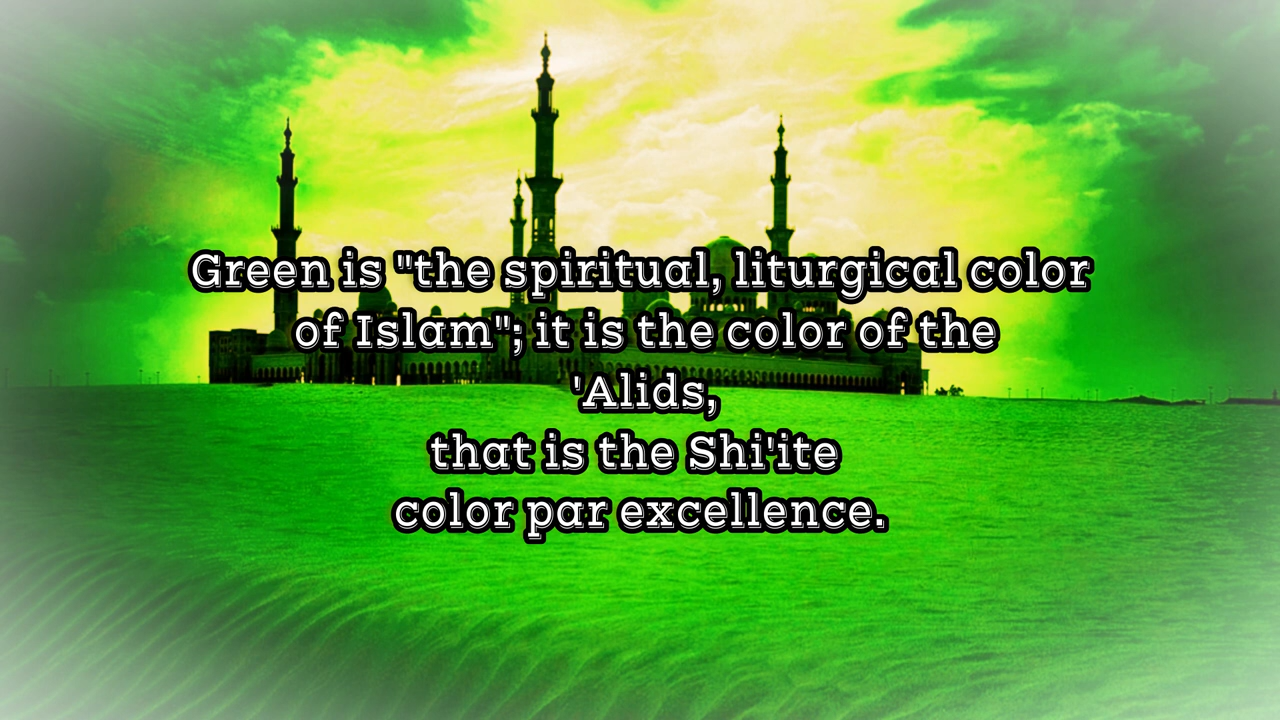 Green is "the spiritual, liturgical color
of Islam"; it is the color of the
'Alids,
that is the Shi'ite
color par excellence.